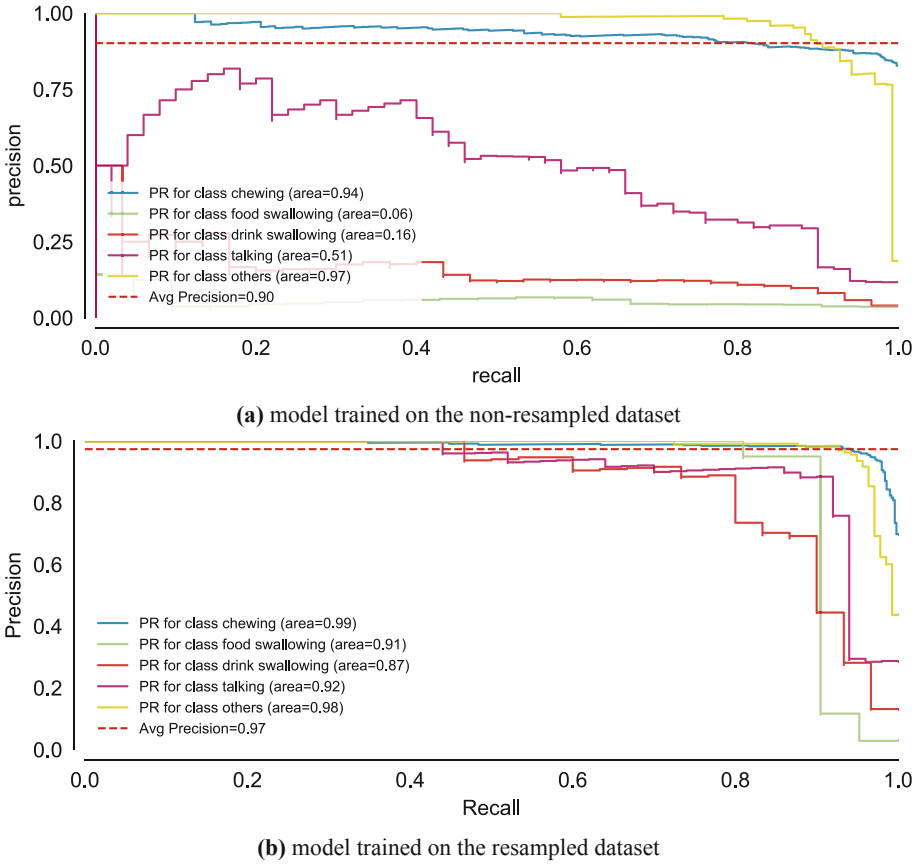 1.00
0.75
0.50
0.25
0.00
precision
PR for class chewing (area=0.94)
PR for class food swallowing (area=0.06)
PR for class drink swallowing (area=0.16)
PR for class talking (area=0.51)
PR for class others (area=0.97)
Avg Precision=0.90
0.0 0.2 0.4 0.6 0.8 1.0
recall
(a) model trained on the non-resampled dataset
1.0
0.8
0.6
0.4
0.2
0.0
Precision
PR for class chewing (area=0.99)
PR for class food swallowing (area=0.91)
PR for class drink swallowing (area=0.87)
PR for class talking (area=0.92)
PR for class others (area=0.98)
Avg Precision=0.97
0.0 0.2 0.4 0.6 0.8 1.0
Recall
(b) model trained on the resampled dataset